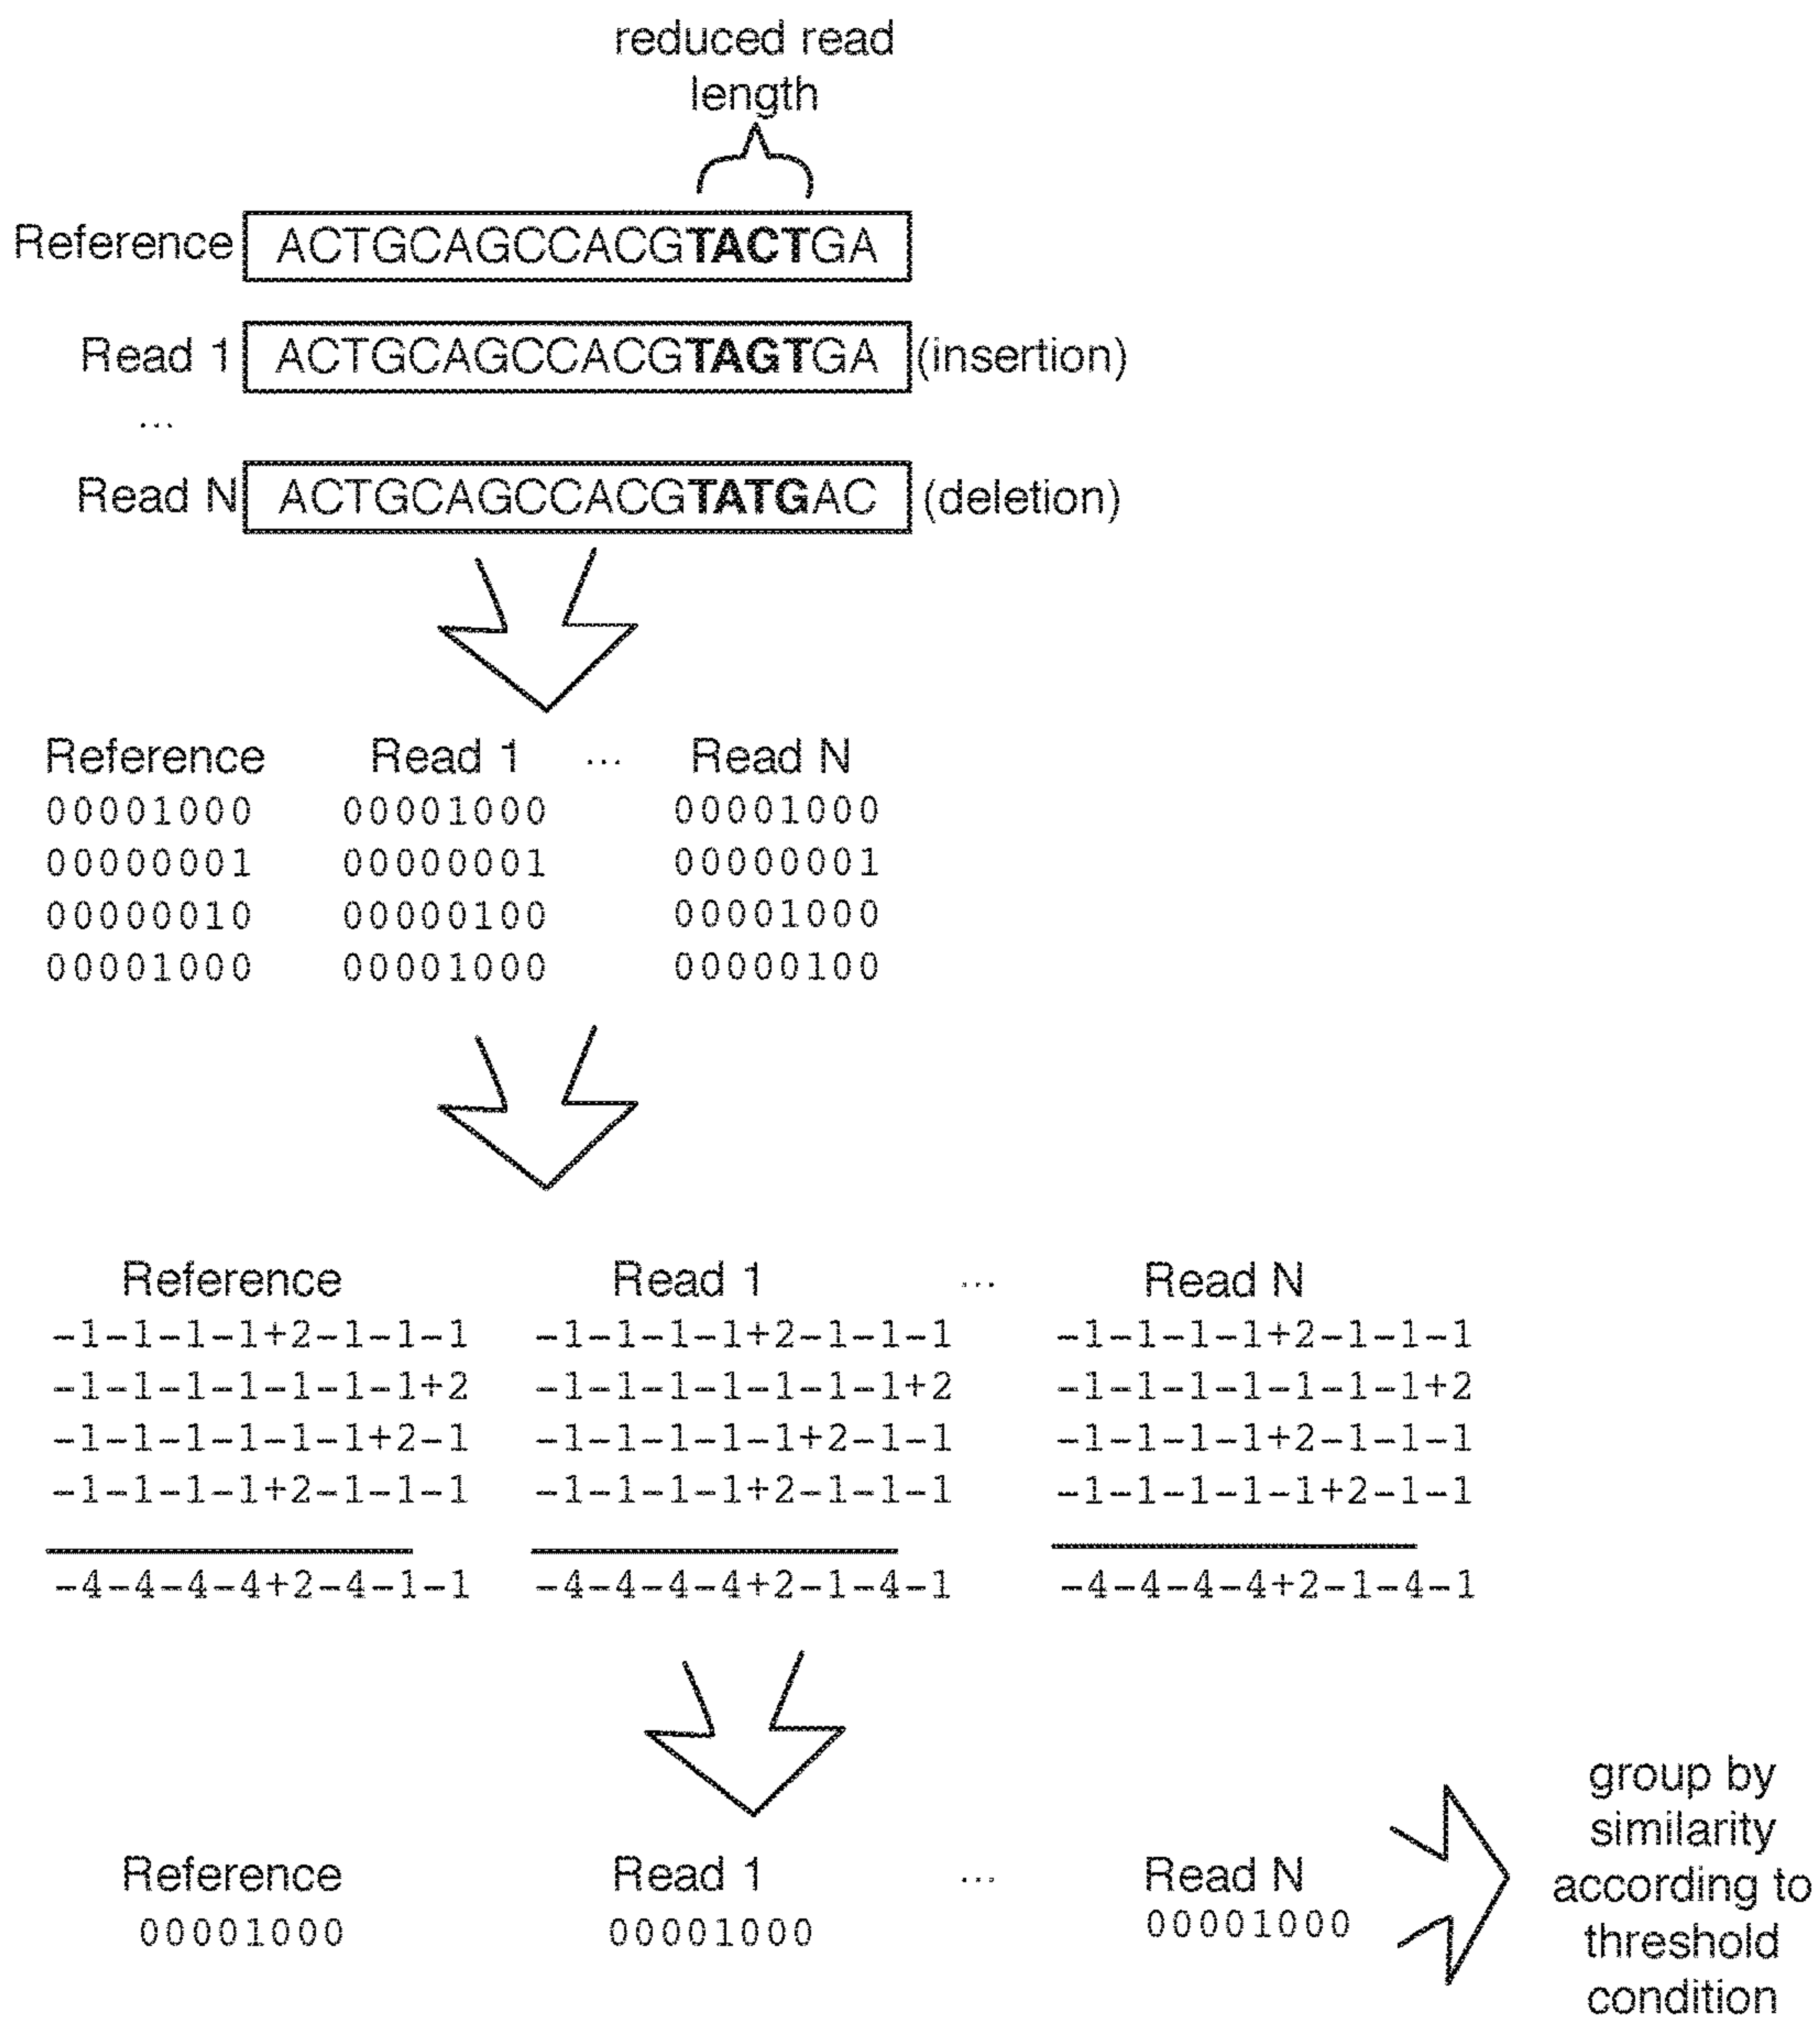 reduced read
length
Reference ACTGCAGCCACGTACTGA
Read 1 ACTGCAGCCACGTAGTGA (insertion)
...
Read N ACTGCAGCCACGTATGAC (deletion)
Reference Read 1 ... Read N
00001000 00001000 00001000
00000001 00000001 00000001
00000010 00000100 00001000
00001000 00001000 00000100
Reference Read 1 ... Read N
-1-1-1-1+2-1-1-1 -1-1-1-1+2-1-1-1 -1-1-1-1+2-1-1-1
-1-1-1-1-1-1-1+2 -1-1-1-1-1-1-1+2 -1-1-1-1-1-1-1+2
-1-1-1-1-1-1+2-1 -1-1-1-1-1+2-1-1 -1-1-1-1+2-1-1-1
-1-1-1-1+2-1-1-1 -1-1-1-1+2-1-1-1 -1-1-1-1-1+2-1-1
-4-4-4-4+2-4-1-1 -4-4-4-4+2-1-4-1 -4-4-4-4+2-1-4-1
Reference Read 1 ... Read N
00001000 00001000 00001000
group by
similarity
according to
threshold
condition